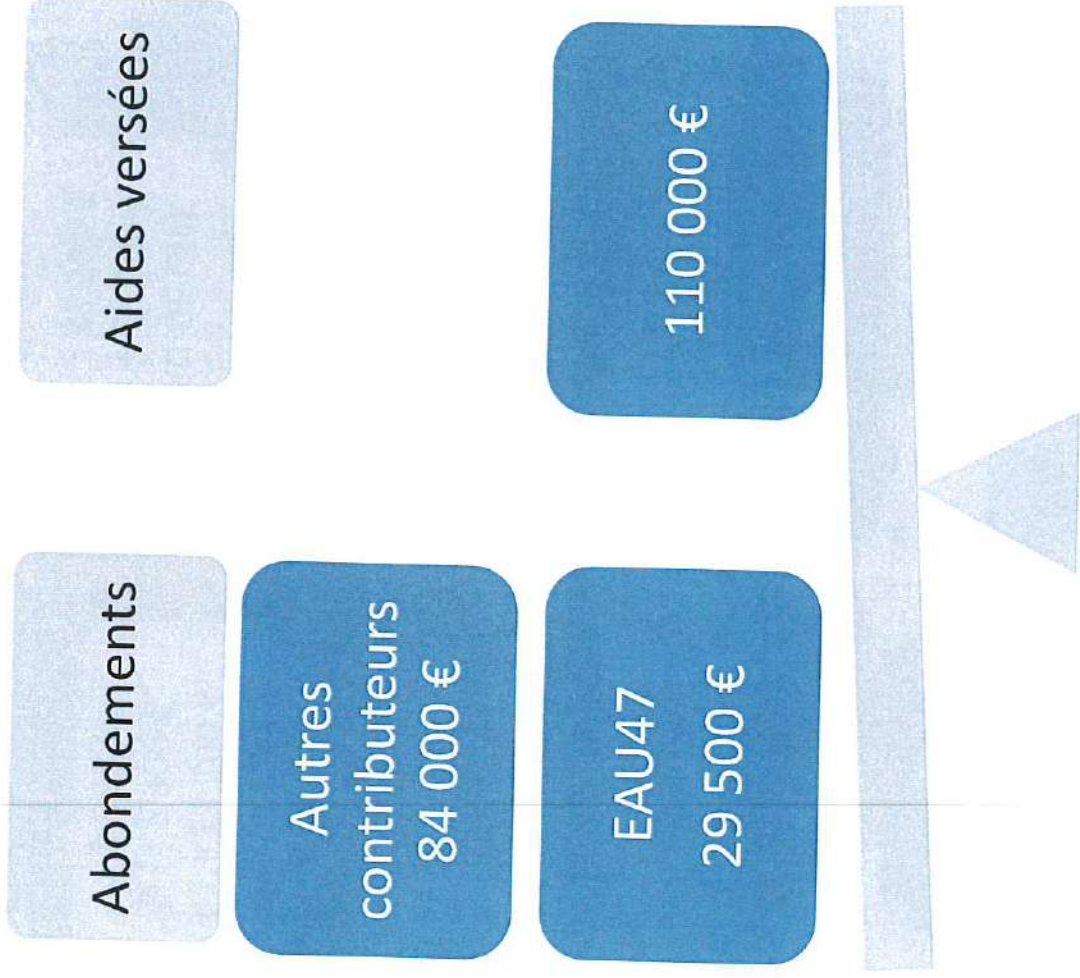 Abondements
Aides versées
Autres
contributeurs
84 000 €
EAU47
29 500 €
110 000 €